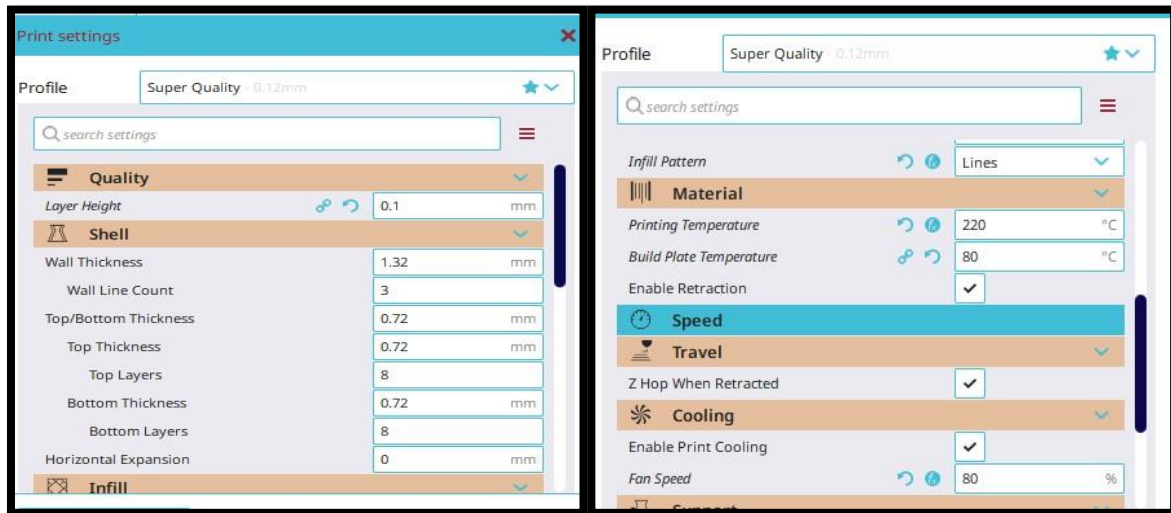 Print settings
Profile Super Quality - 0.12mm
search settings
Quality
Layer Height 0.1 mm
Shell
Wall Thickness 1.32 mm
Wall Line Count 3
Top/Bottom Thickness 0.72 mm
Top Thickness 0.72 mm
Top Layers 8
Bottom Thickness 0.72 mm
Bottom Layers 8
Horizontal Expansion 0 mm
Infill
Profile Super Quality - 0.12mm
search settings
Infill Pattern Lines
Material
Printing Temperature 220 °C
Build Plate Temperature 80 °C
Enable Retraction
Speed
Travel
Z Hop When Retracted
Cooling
Enable Print Cooling
Fan Speed 80 %
Support